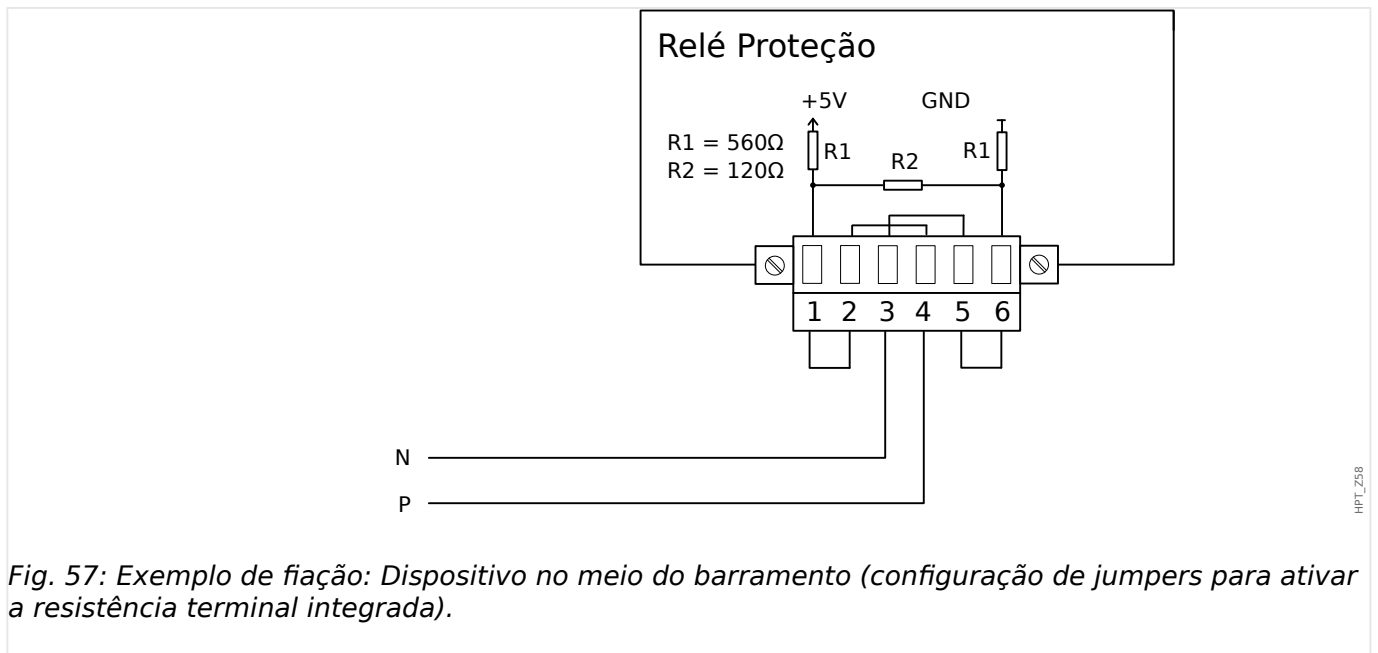 Relé Proteção
+5V
GND
R1 = 560Ω
R2 = 120Ω
R1
R2
R1
1 2 3 4 5 6
N
P
HPT_Z58
Fig. 57: Exemplo de fiação: Dispositivo no meio do barramento (configuração de jumpers para ativar
a resistência terminal integrada).